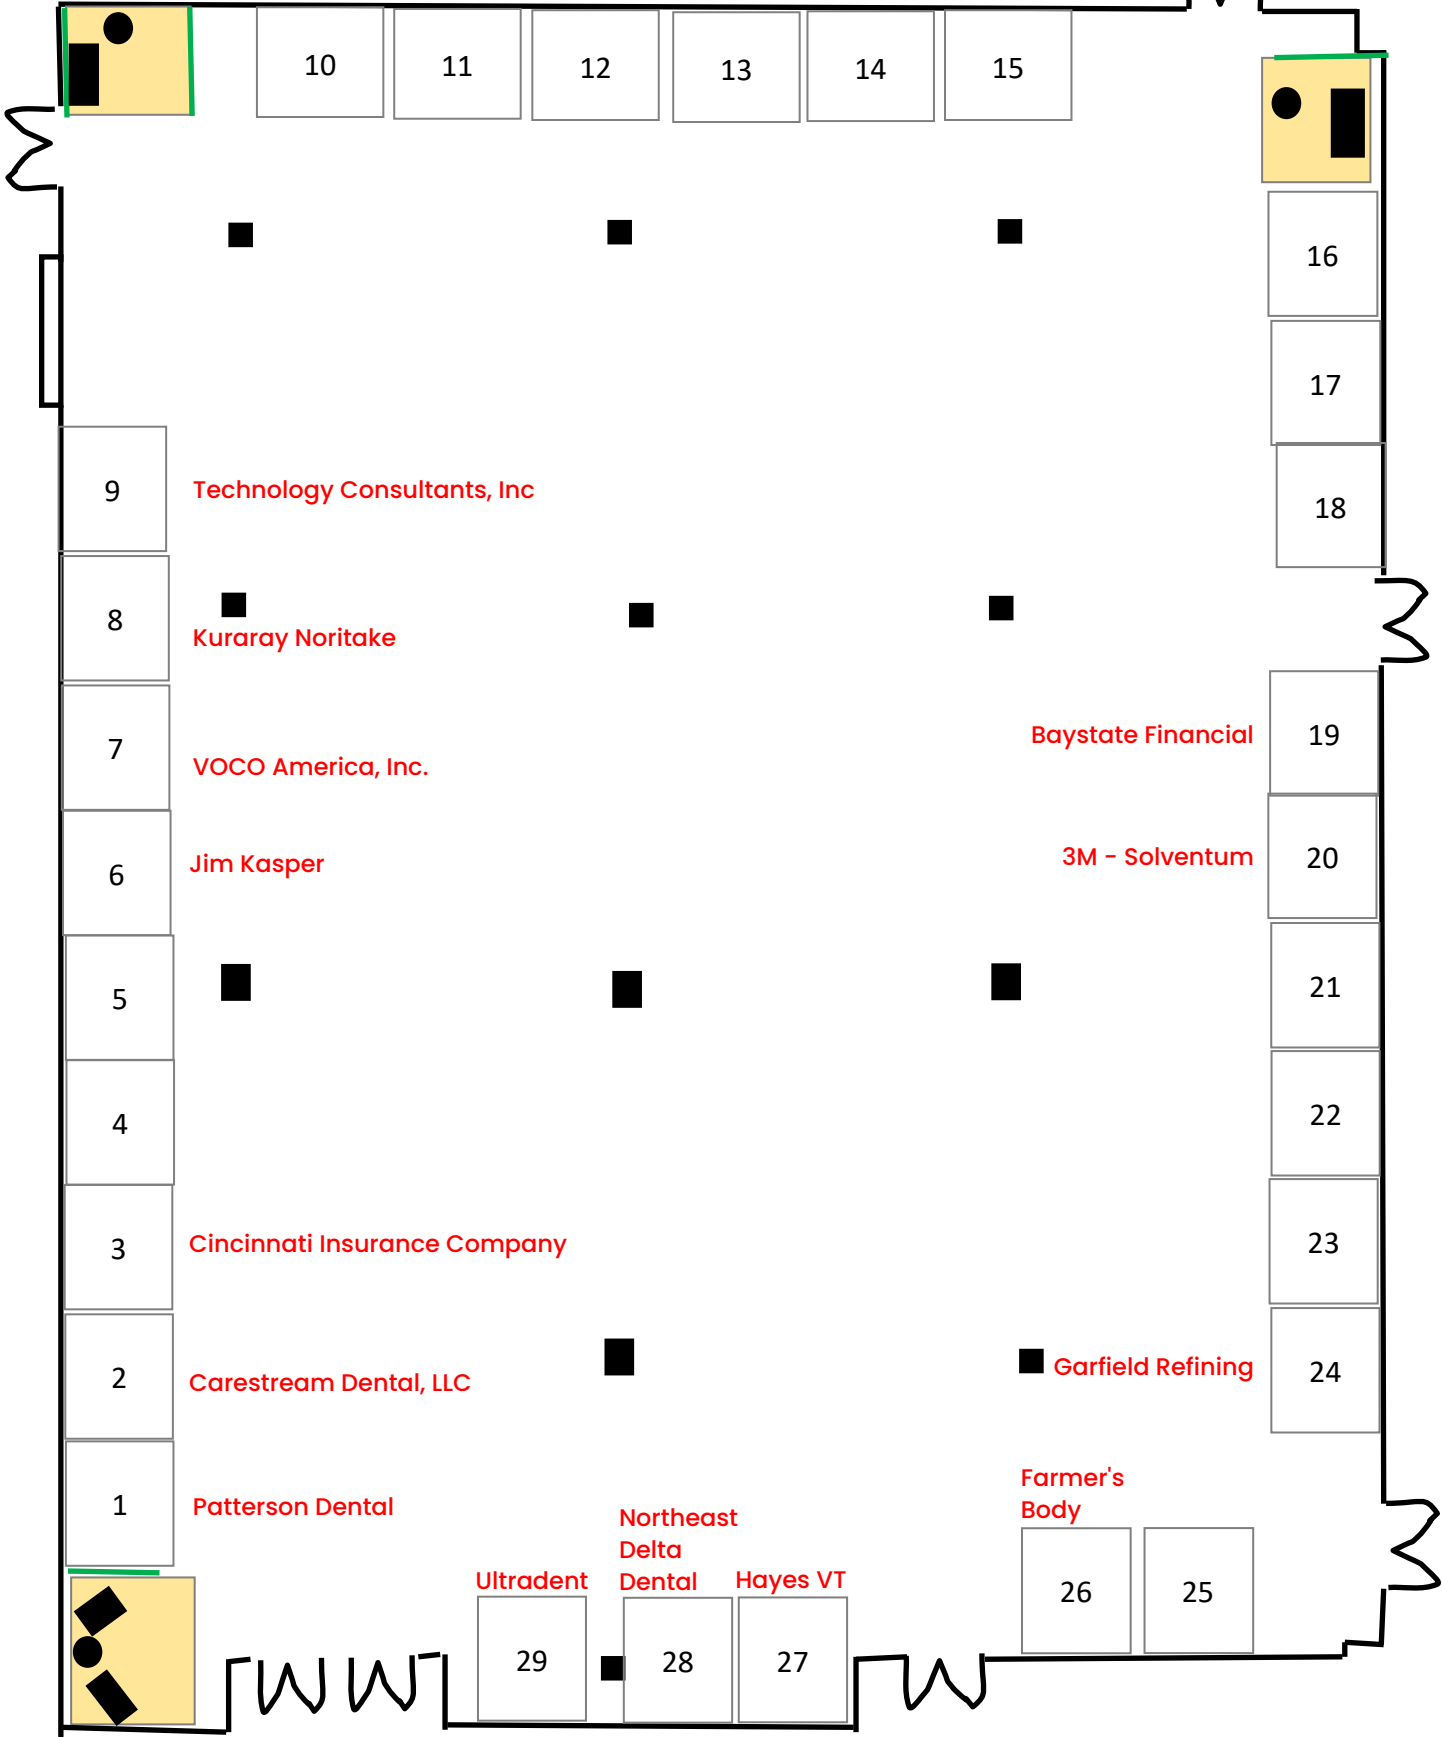 10
11
12
13
14
15
16
17
9
Technology Consultants, Inc
18
8
Kuraray Noritake
7
VOCO America, Inc.
Baystate Financial
19
6
Jim Kasper
3M - Solventum
20
5
21
4
22
3
Cincinnati Insurance Company
23
2
Carestream Dental, LLC
Garfield Refining
24
1
Patterson Dental
Farmer's
Body
Northeast
Delta
Dental
Ultradent
Hayes VT
26
25
29
28
27